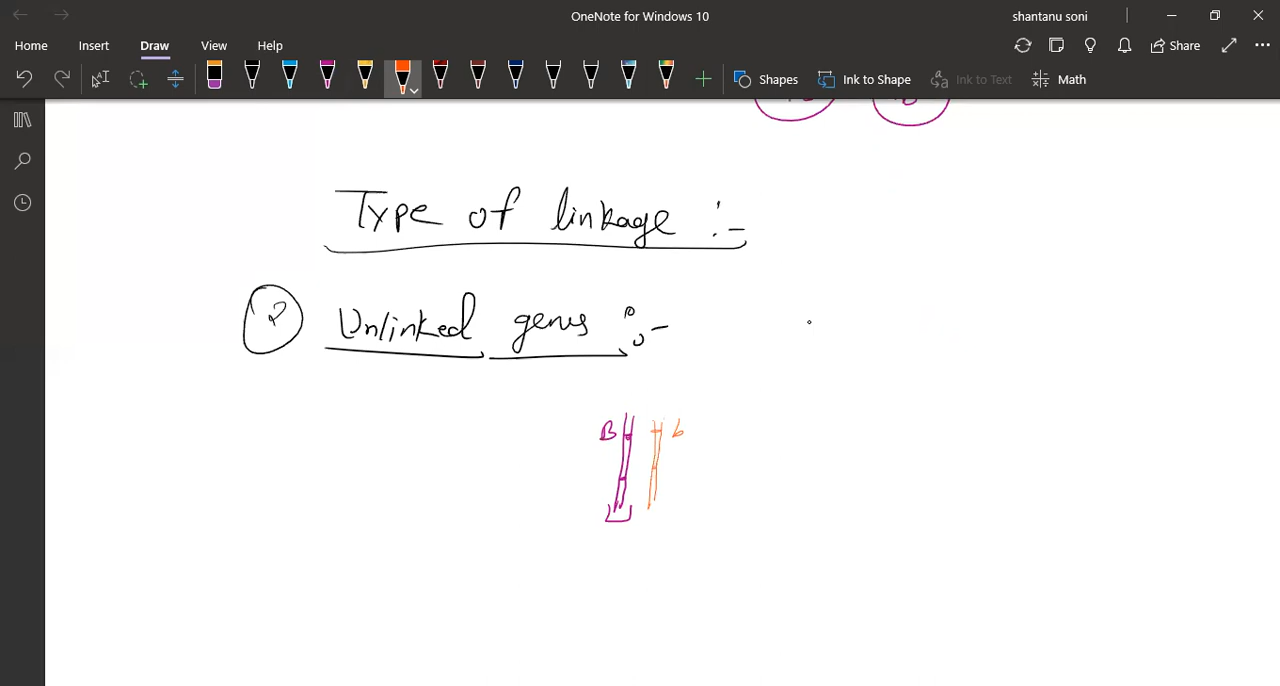 OneNote for Windows 10
shantanu soni
Home Insert Draw View Help
Share
Shapes Ink to Shape Ink to Text Math
Type of linkage :-
Unlinked genes :-
B b